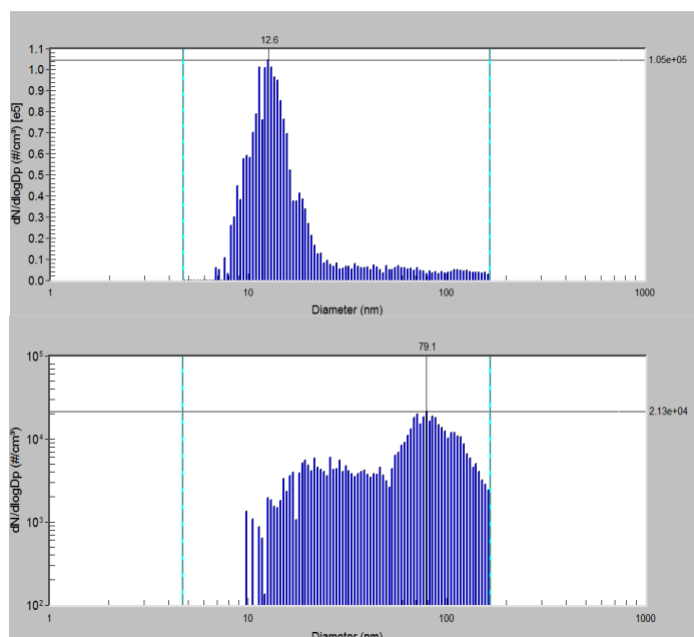 12.6
1.1
1.05e+05
1.0
0.9
0.8
0.7
0.6
0.5
0.4
0.3
0.2
0.1
0.0
dN/dlogDp (#/cm³) [e5]
1 10 100 1000
Diameter (nm)
79.1
10⁵
2.13e+04
10⁴
10³
10²
dN/dlogDp (#/cm³)
1 10 100 1000
Diameter (nm)